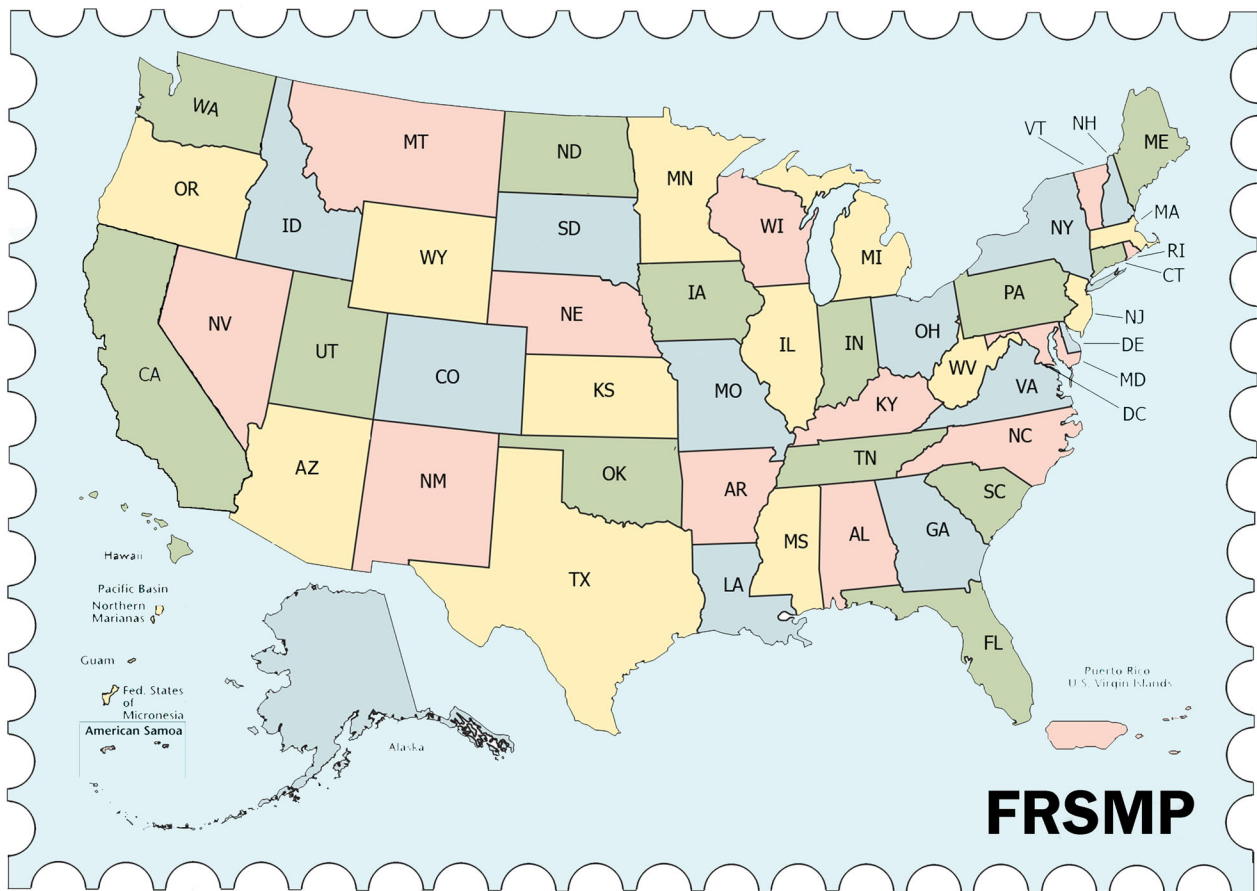 WA
MT
ND
MN
ME
VT
NH
OR
ID
SD
WI
MI
NY
MA
RI
CT
WY
IA
PA
NV
NE
IL
IN
OH
NJ
DE
MD
DC
CA
UT
CO
KS
MO
WV
VA
KY
AZ
NM
OK
AR
TN
NC
SC
TX
LA
MS
AL
GA
FL
Hawaii
Pacific Basin
Northern
Marianas
Guam
Fed. States
of
Micronesia
American Samoa
Alaska
Puerto Rico
U.S. Virgin Islands
FRSMP